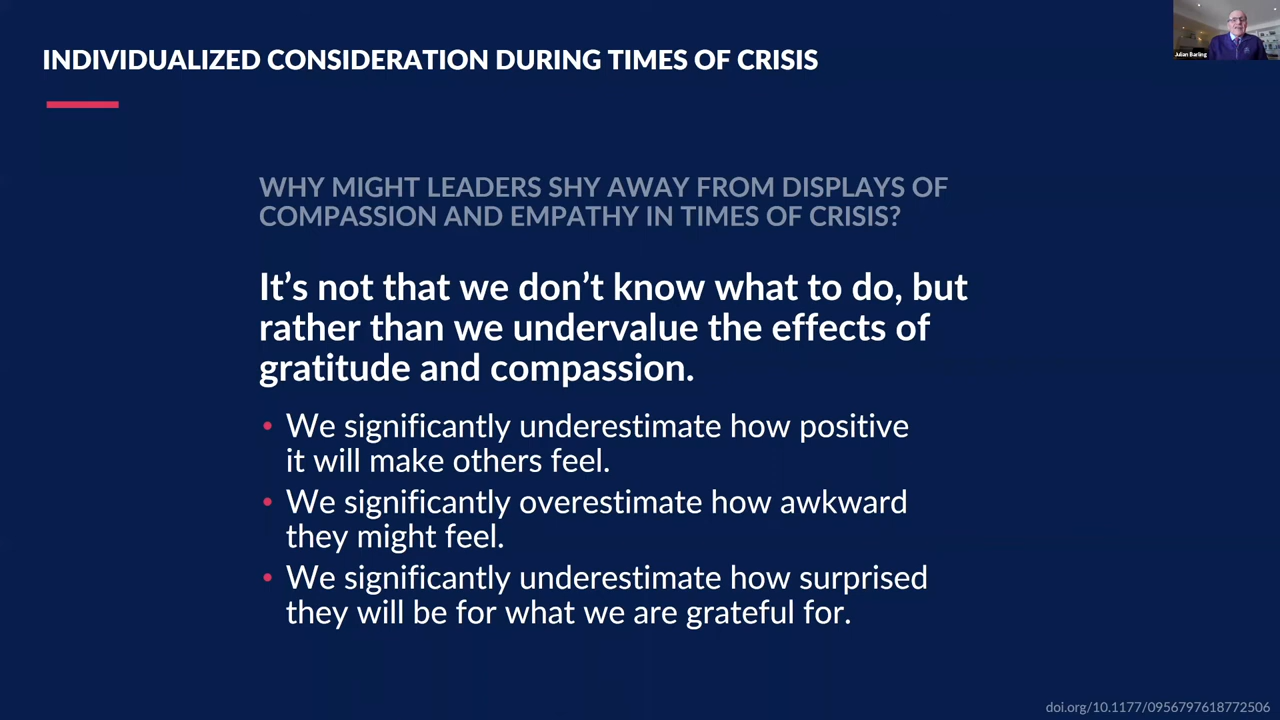 INDIVIDUALIZED CONSIDERATION DURING TIMES OF CRISIS
Julian Barling
WHY MIGHT LEADERS SHY AWAY FROM DISPLAYS OF
COMPASSION AND EMPATHY IN TIMES OF CRISIS?
It's not that we don't know what to do, but
rather than we undervalue the effects of
gratitude and compassion.
• We significantly underestimate how positive
it will make others feel.
• We significantly overestimate how awkward
they might feel.
• We significantly underestimate how surprised
they will be for what we are grateful for.
doi.org/10.1177/0956797618772506